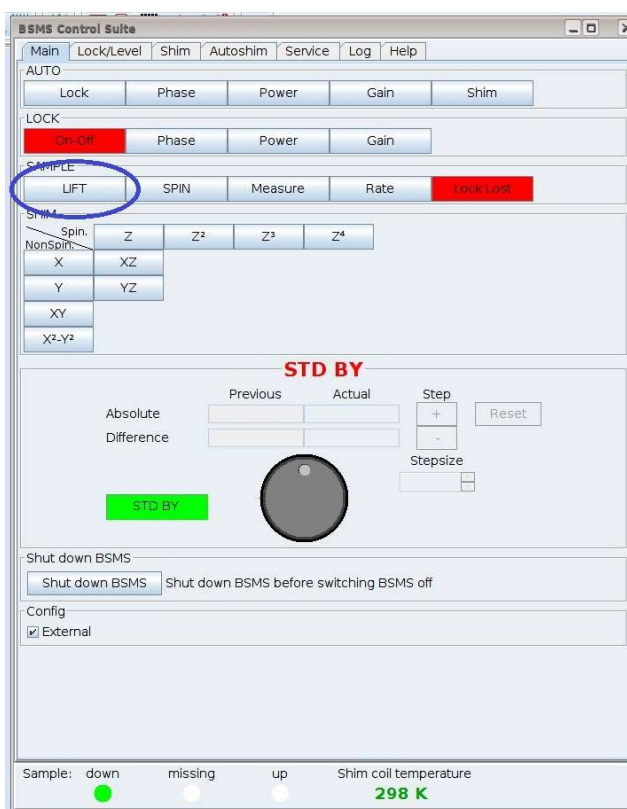 BSMS Control Suite
Main Lock/Level Shim Autoshim Service Log Help
AUTO
Lock Phase Power Gain Shim
LOCK
On-Off Phase Power Gain
SAMPLE
LIFT SPIN Measure Rate Lock Lost
SHIM
Spin. Z Z² Z³ Z⁴
NonSpin.
X XZ
Y YZ
XY
X²-Y²
STD BY
Previous Actual Step
Absolute + Reset
Difference -
Stepsize
STD BY
Shut down BSMS
Shut down BSMS Shut down BSMS before switching BSMS off
Config
External
Sample: down missing up Shim coil temperature
298 K